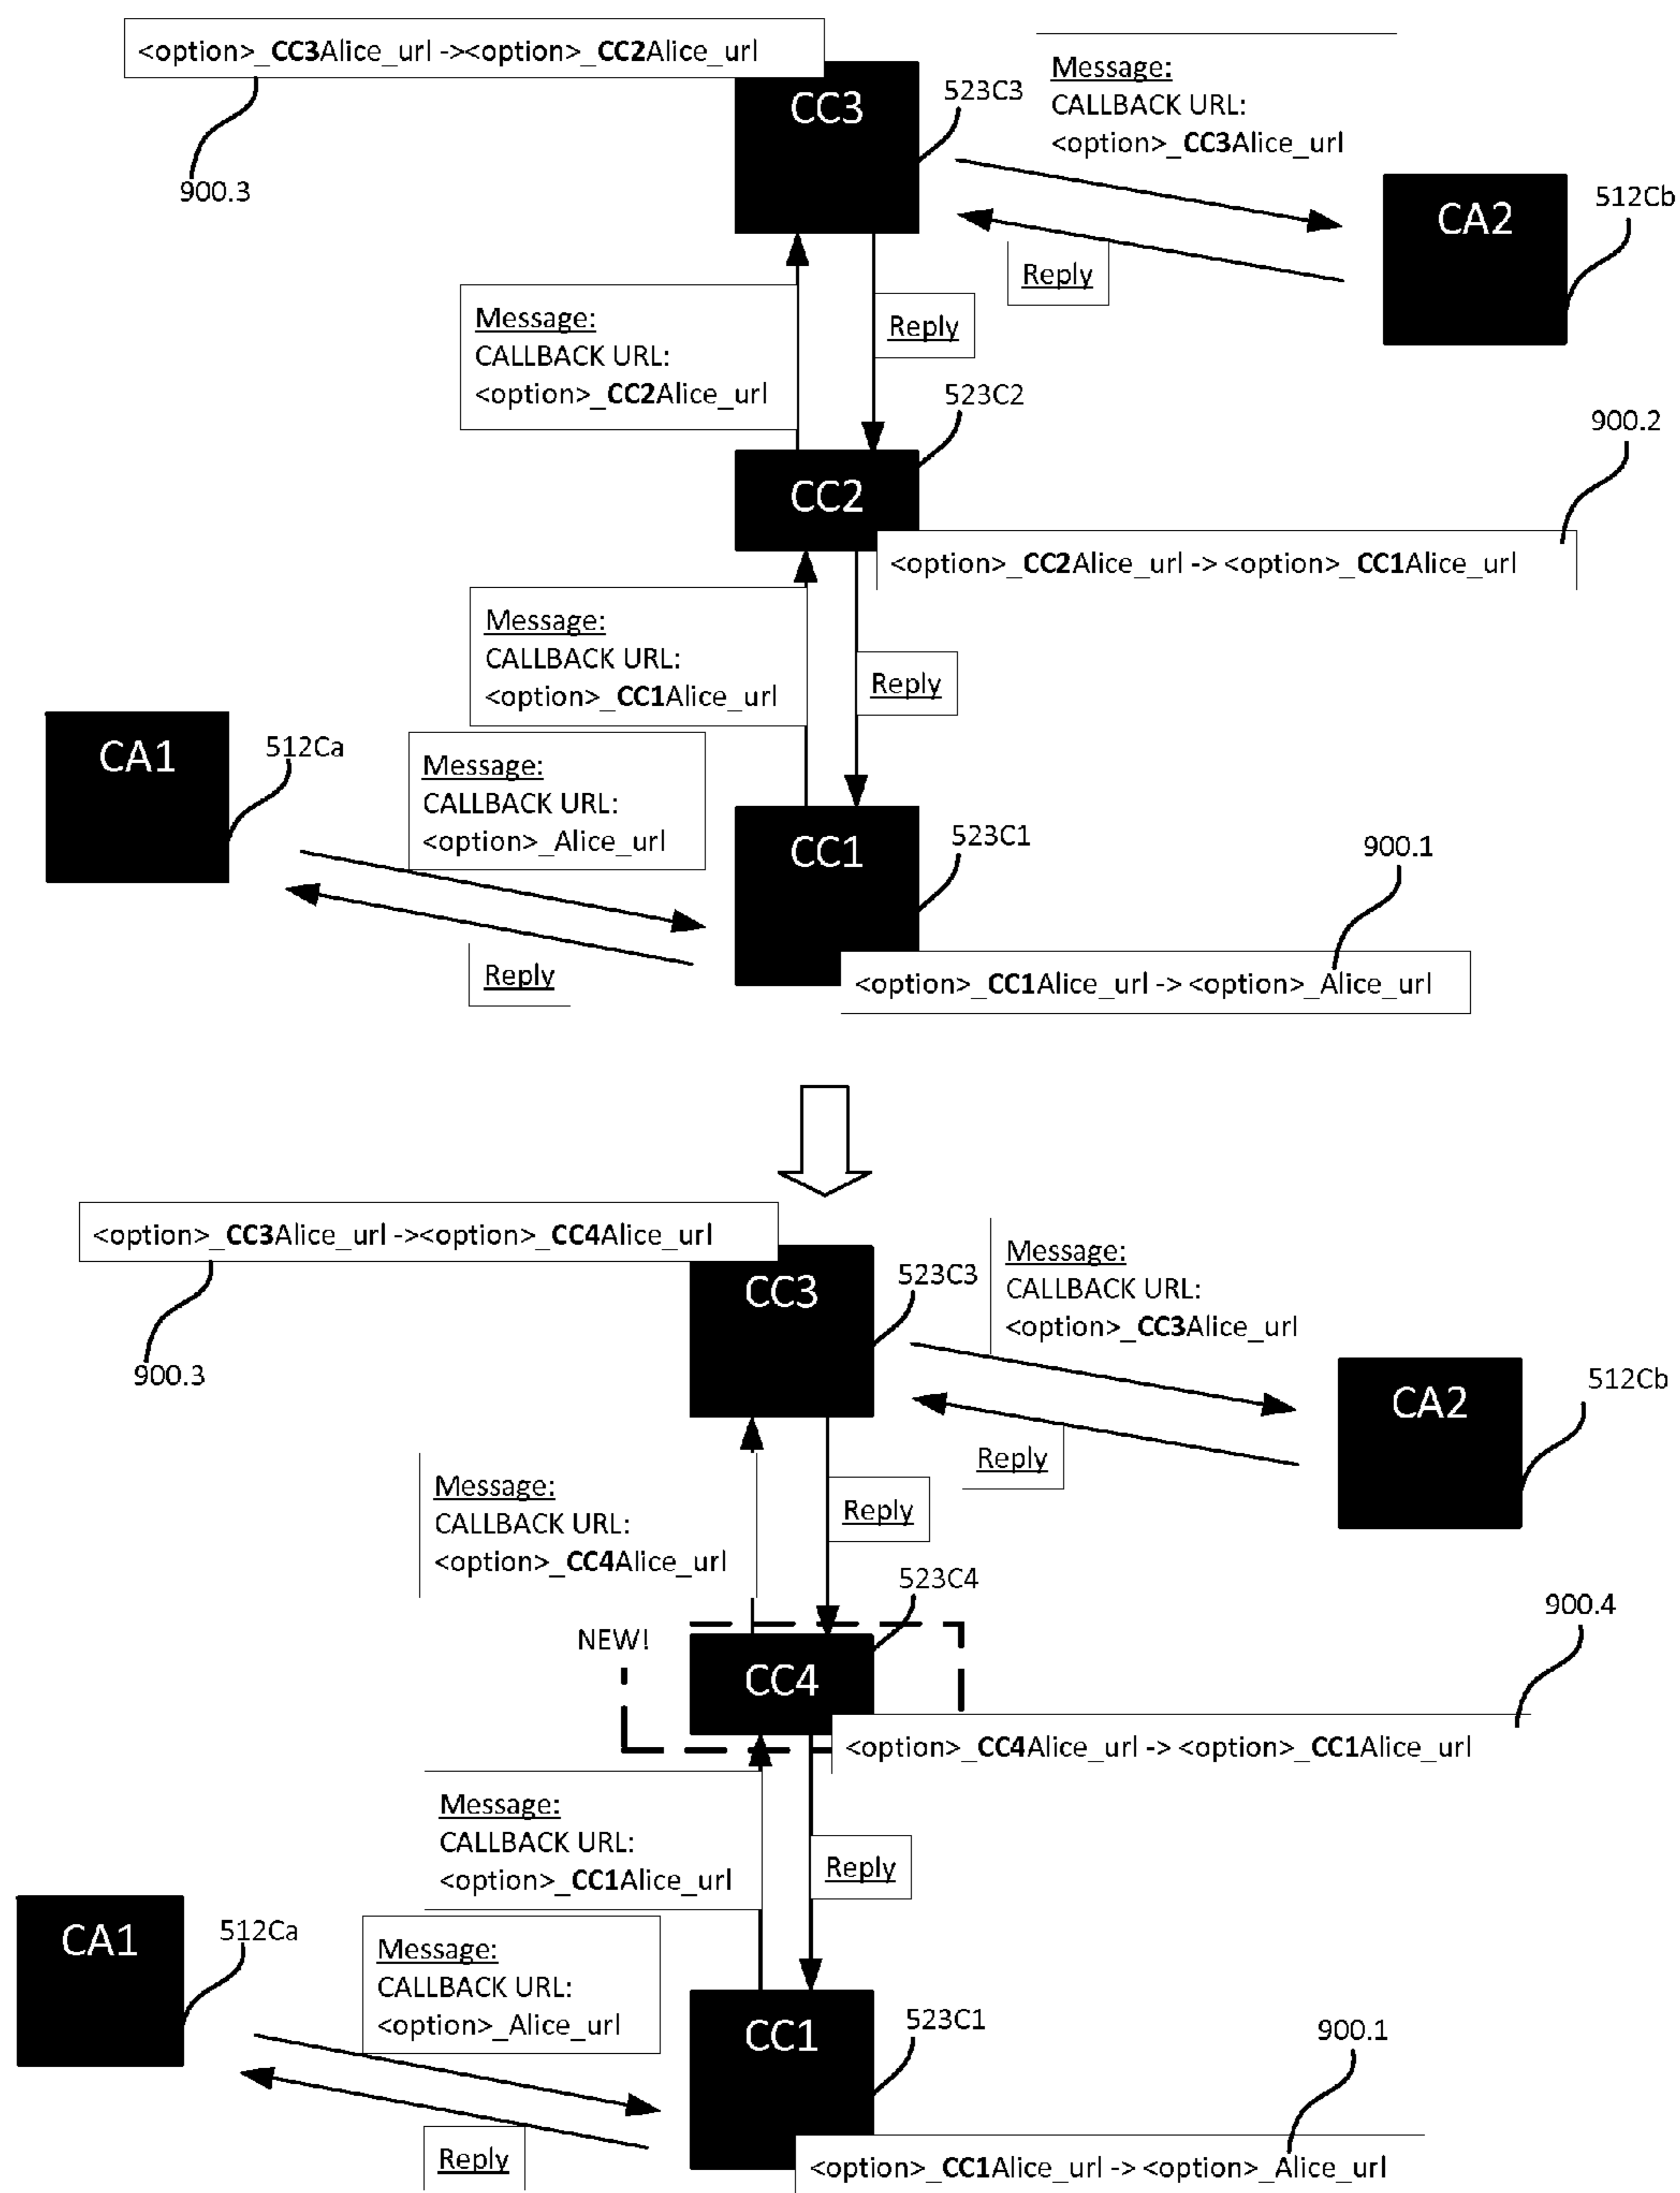 <option>_CC3Alice_url -><option>_CC2Alice_url
900.3
CC3
523C3
Message:
CALLBACK URL:
<option>_CC3Alice_url
CA2
512Cb
Reply
Message:
CALLBACK URL:
<option>_CC2Alice_url
Reply
523C2
900.2
CC2
<option>_CC2Alice_url -> <option>_CC1Alice_url
Message:
CALLBACK URL:
<option>_CC1Alice_url
Reply
CA1
512Ca
Message:
CALLBACK URL:
<option>_Alice_url
CC1
523C1
900.1
Reply
<option>_CC1Alice_url -> <option>_Alice_url
<option>_CC3Alice_url -><option>_CC4Alice_url
900.3
CC3
523C3
Message:
CALLBACK URL:
<option>_CC3Alice_url
CA2
512Cb
Reply
Message:
CALLBACK URL:
<option>_CC4Alice_url
Reply
523C4
900.4
NEW!
CC4
<option>_CC4Alice_url -> <option>_CC1Alice_url
Message:
CALLBACK URL:
<option>_CC1Alice_url
Reply
CA1
512Ca
Message:
CALLBACK URL:
<option>_Alice_url
CC1
523C1
900.1
Reply
<option>_CC1Alice_url -> <option>_Alice_url